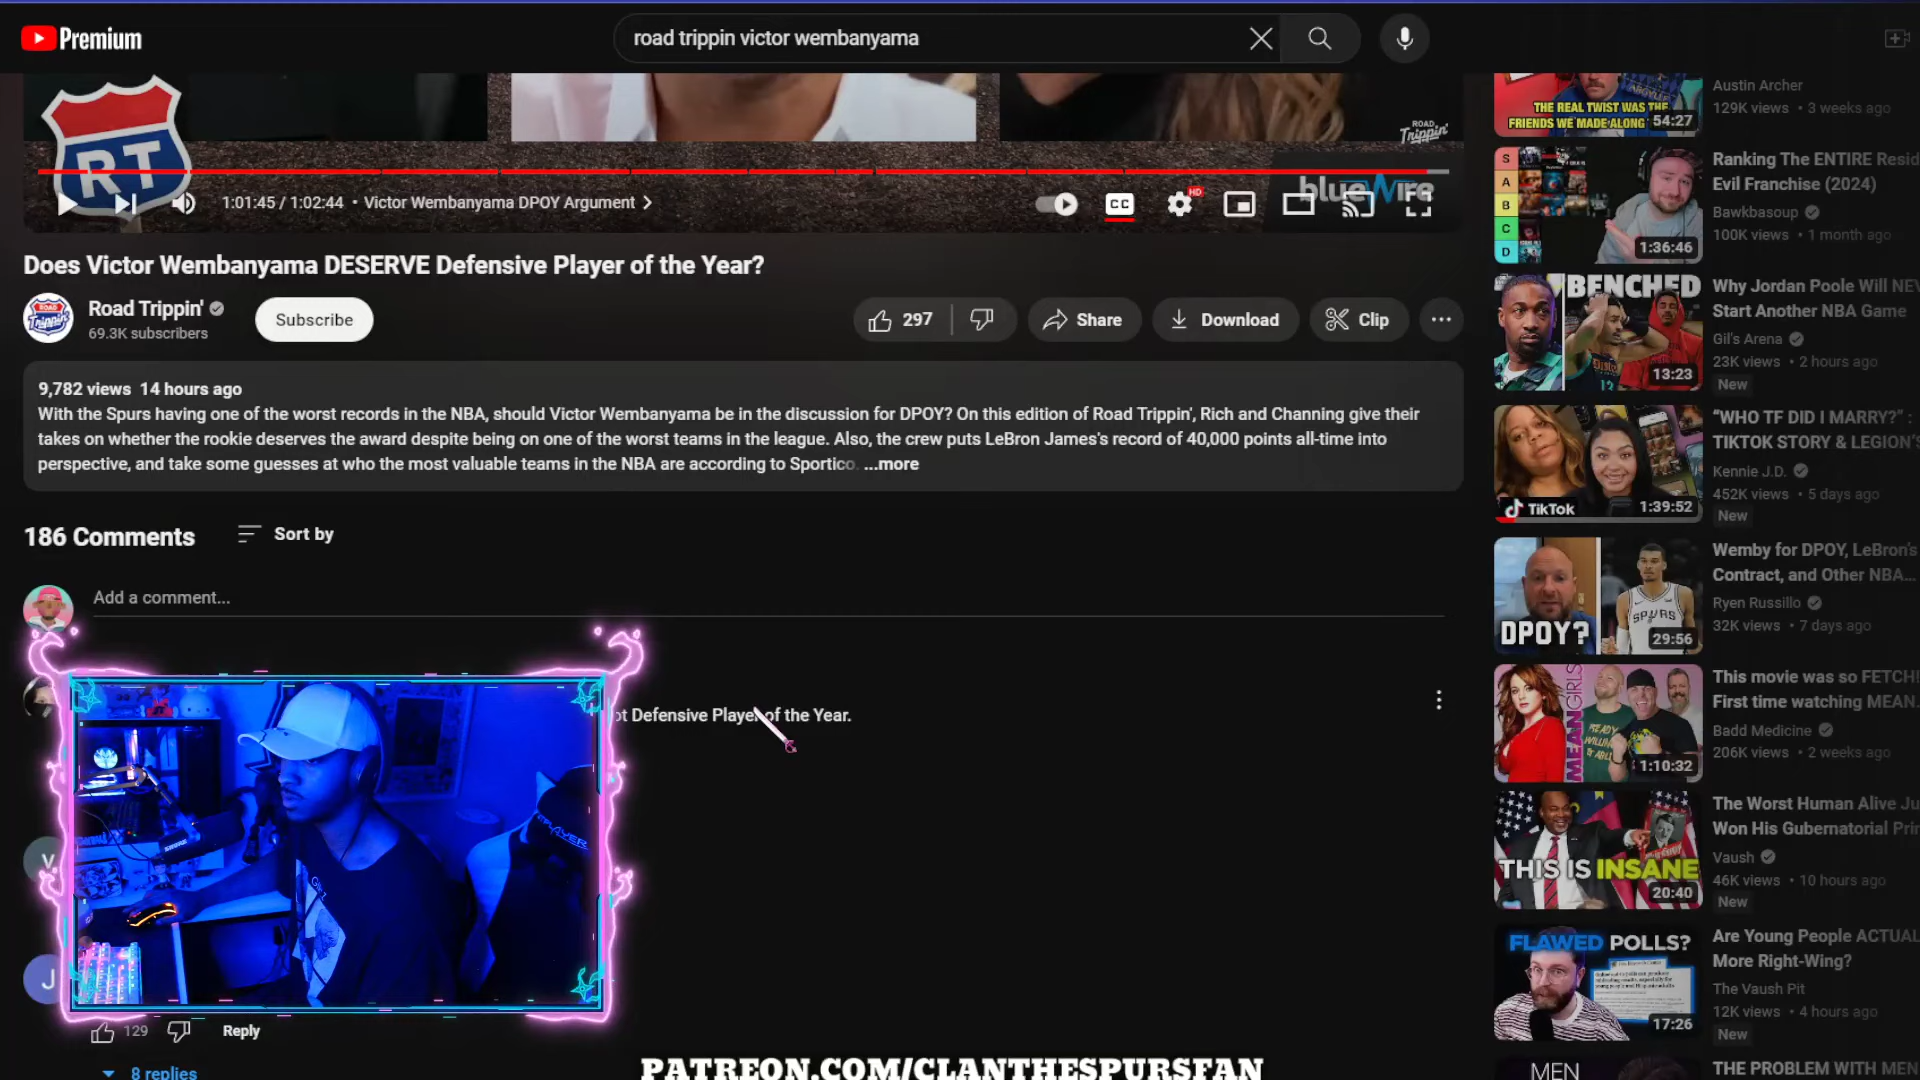 Premium
road trippin victor wembanyama
RT
ROAD
Trippin'
bluewire
1:01:45 / 1:02:44 • Victor Wembanyama DPOY Argument
CC
HD
Does Victor Wembanyama DESERVE Defensive Player of the Year?
ROAD
Trippin'
Road Trippin'
69.3K subscribers
Subscribe
297
Share
Download
Clip
9,782 views 14 hours ago
With the Spurs having one of the worst records in the NBA, should Victor Wembanyama be in the discussion for DPOY? On this edition of Road Trippin', Rich and Channing give their
takes on whether the rookie deserves the award despite being on one of the worst teams in the league. Also, the crew puts LeBron James's record of 40,000 points all-time into
perspective, and take some guesses at who the most valuable teams in the NBA are according to Sportico. ...more
186 Comments
Sort by
Add a comment...
ot Defensive Player of the Year.
V
J
129
Reply
8 replies
PATREON.COM/CLANTHESPURSFAN
THE REAL TWIST WAS THE
FRIENDS WE MADE ALONG
54:27
Austin Archer
129K views • 3 weeks ago
S
A
B
C
D
1:36:46
Ranking The ENTIRE Resid
Evil Franchise (2024)
Bawkbasoup
100K views • 1 month ago
BENCHED
13
13:23
Why Jordan Poole Will NEV
Start Another NBA Game
Gil's Arena
23K views • 2 hours ago
New
TikTok
1:39:52
“WHO TF DID I MARRY?” :
TIKTOK STORY & LEGION'S
Kennie J.D.
452K views • 5 days ago
New
DPOY?
SPURS
29:56
Wemby for DPOY, LeBron's
Contract, and Other NBA...
Ryen Russillo
32K views • 7 days ago
MEAN GIRLS
READY
WILLING
& ABLE
1:10:32
This movie was so FETCH!
First time watching MEAN
Badd Medicine
206K views • 2 weeks ago
THIS IS INSANE
20:40
The Worst Human Alive Ju
Won His Gubernatorial Pri
Vaush
46K views • 10 hours ago
New
FLAWED POLLS?
17:26
Are Young People ACTUAL
More Right-Wing?
The Vaush Pit
12K views • 4 hours ago
New
MEN
THE PROBLEM WITH MEN